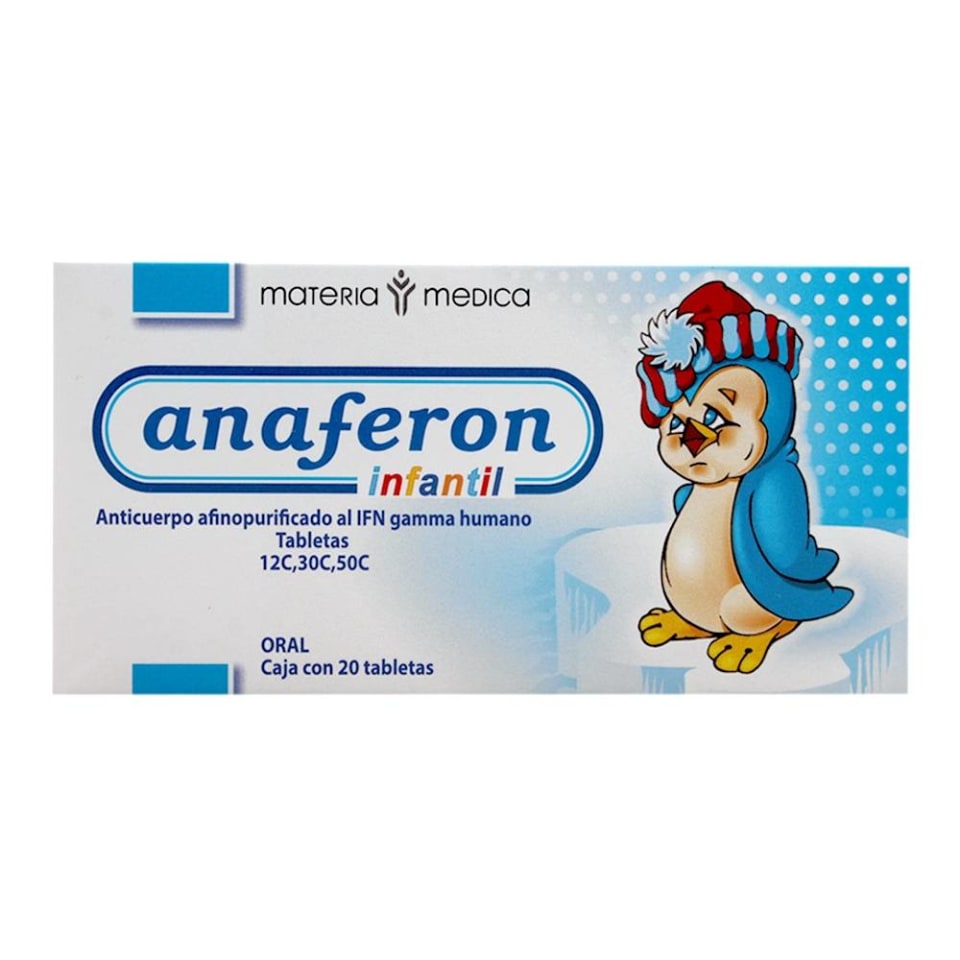 materia medica
anaferon
infantil
Anticuerpo afinopurificado al IFN gamma humano
Tabletas
12C,30C,50C
ORAL
Caja con 20 tabletas